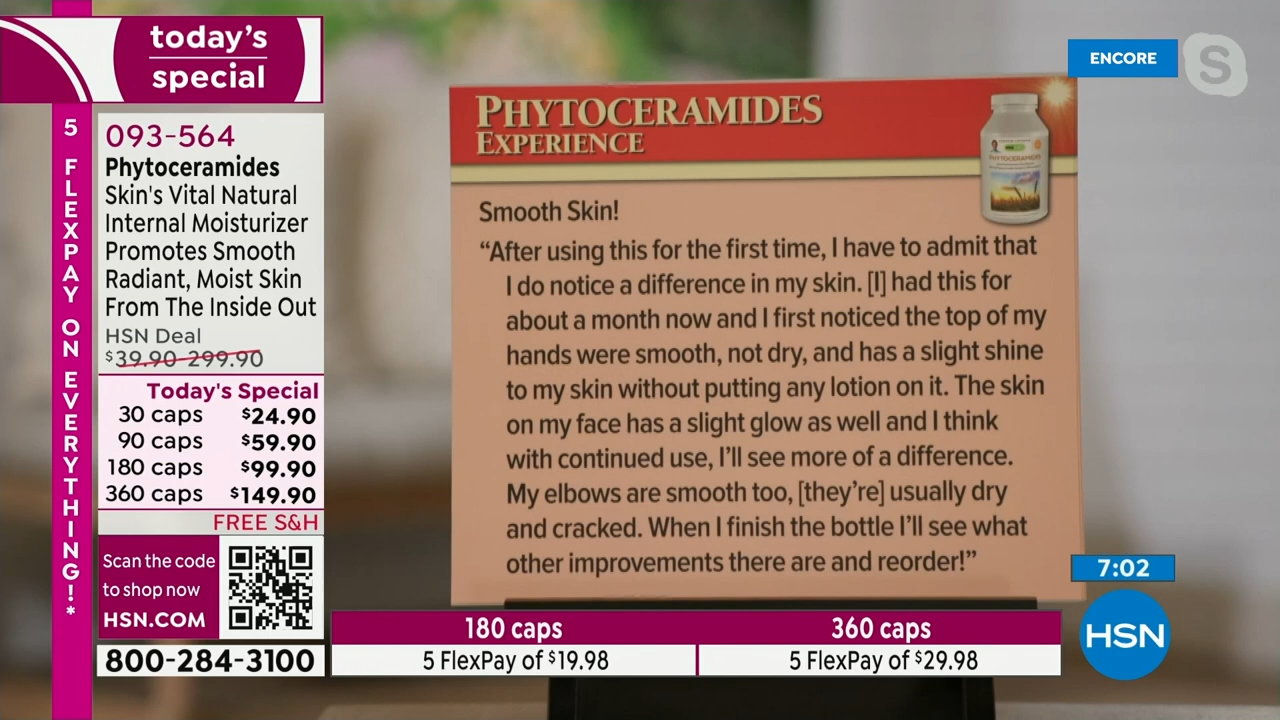 today's
special
5 FLEXPAY ON EVERYTHING!*
093-564
Phytoceramides
Skin's Vital Natural
Internal Moisturizer
Promotes Smooth
Radiant, Moist Skin
From The Inside Out
HSN Deal
$39.90-299.90
Today's Special
30 caps $24.90
90 caps $59.90
180 caps $99.90
360 caps $149.90
FREE S&H
Scan the code
to shop now
HSN.COM
800-284-3100
ENCORE
S
PHYTOCERAMIDES
EXPERIENCE
PHYTOCERAMIDES
Smooth Skin!
“After using this for the first time, I have to admit that
I do notice a difference in my skin. [I] had this for
about a month now and I first noticed the top of my
hands were smooth, not dry, and has a slight shine
to my skin without putting any lotion on it. The skin
on my face has a slight glow as well and I think
with continued use, I’ll see more of a difference.
My elbows are smooth too, [they’re] usually dry
and cracked. When I finish the bottle I’ll see what
other improvements there are and reorder!”
7:02
HSN
180 caps
5 FlexPay of $19.98
360 caps
5 FlexPay of $29.98